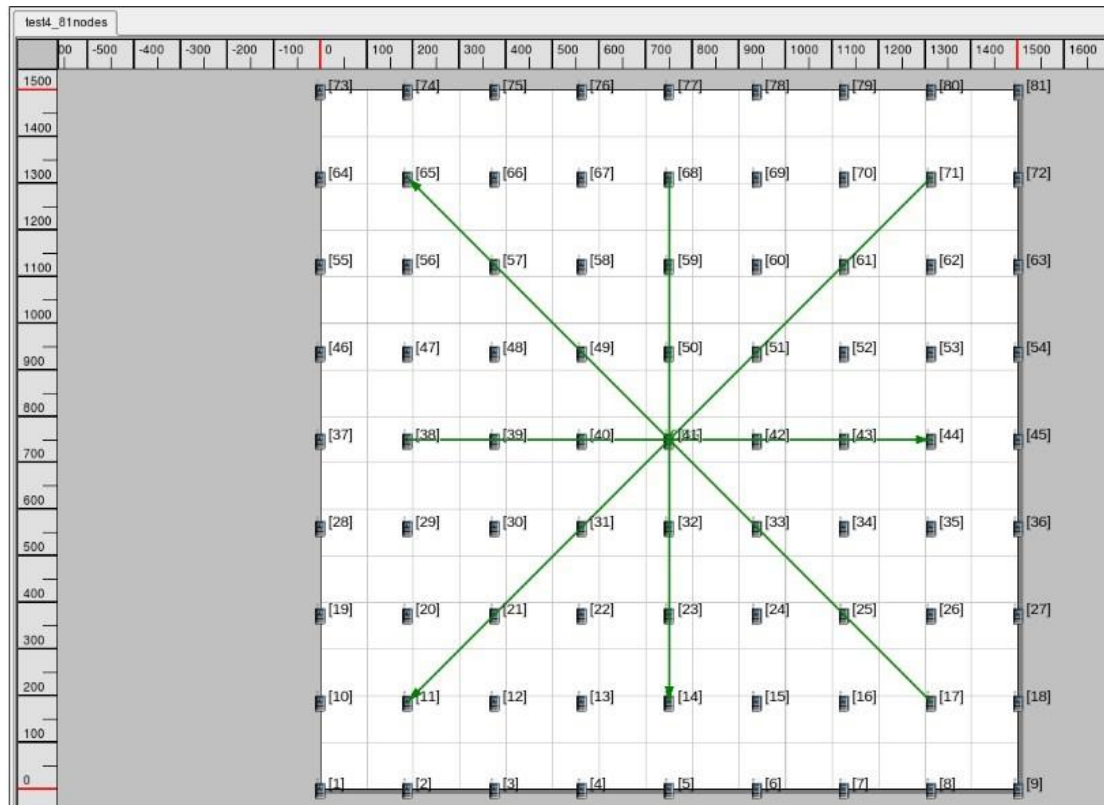 test4_81nodes
00 -500 -400 -300 -200 -100 0 100 200 300 400 500 600 700 800 900 1000 1100 1200 1300 1400 1500 1600
1500 [73] [74] [75] [76] [77] [78] [79] [80] [81]
1400
1300 [64] [65] [66] [67] [68] [69] [70] [71] [72]
1200
1100 [55] [56] [57] [58] [59] [60] [61] [62] [63]
1000
900 [46] [47] [48] [49] [50] [51] [52] [53] [54]
800
700 [37] [38] [39] [40] [41] [42] [43] [44] [45]
600
500 [28] [29] [30] [31] [32] [33] [34] [35] [36]
400
300 [19] [20] [21] [22] [23] [24] [25] [26] [27]
200
100 [10] [11] [12] [13] [14] [15] [16] [17] [18]
0 [1] [2] [3] [4] [5] [6] [7] [8] [9]